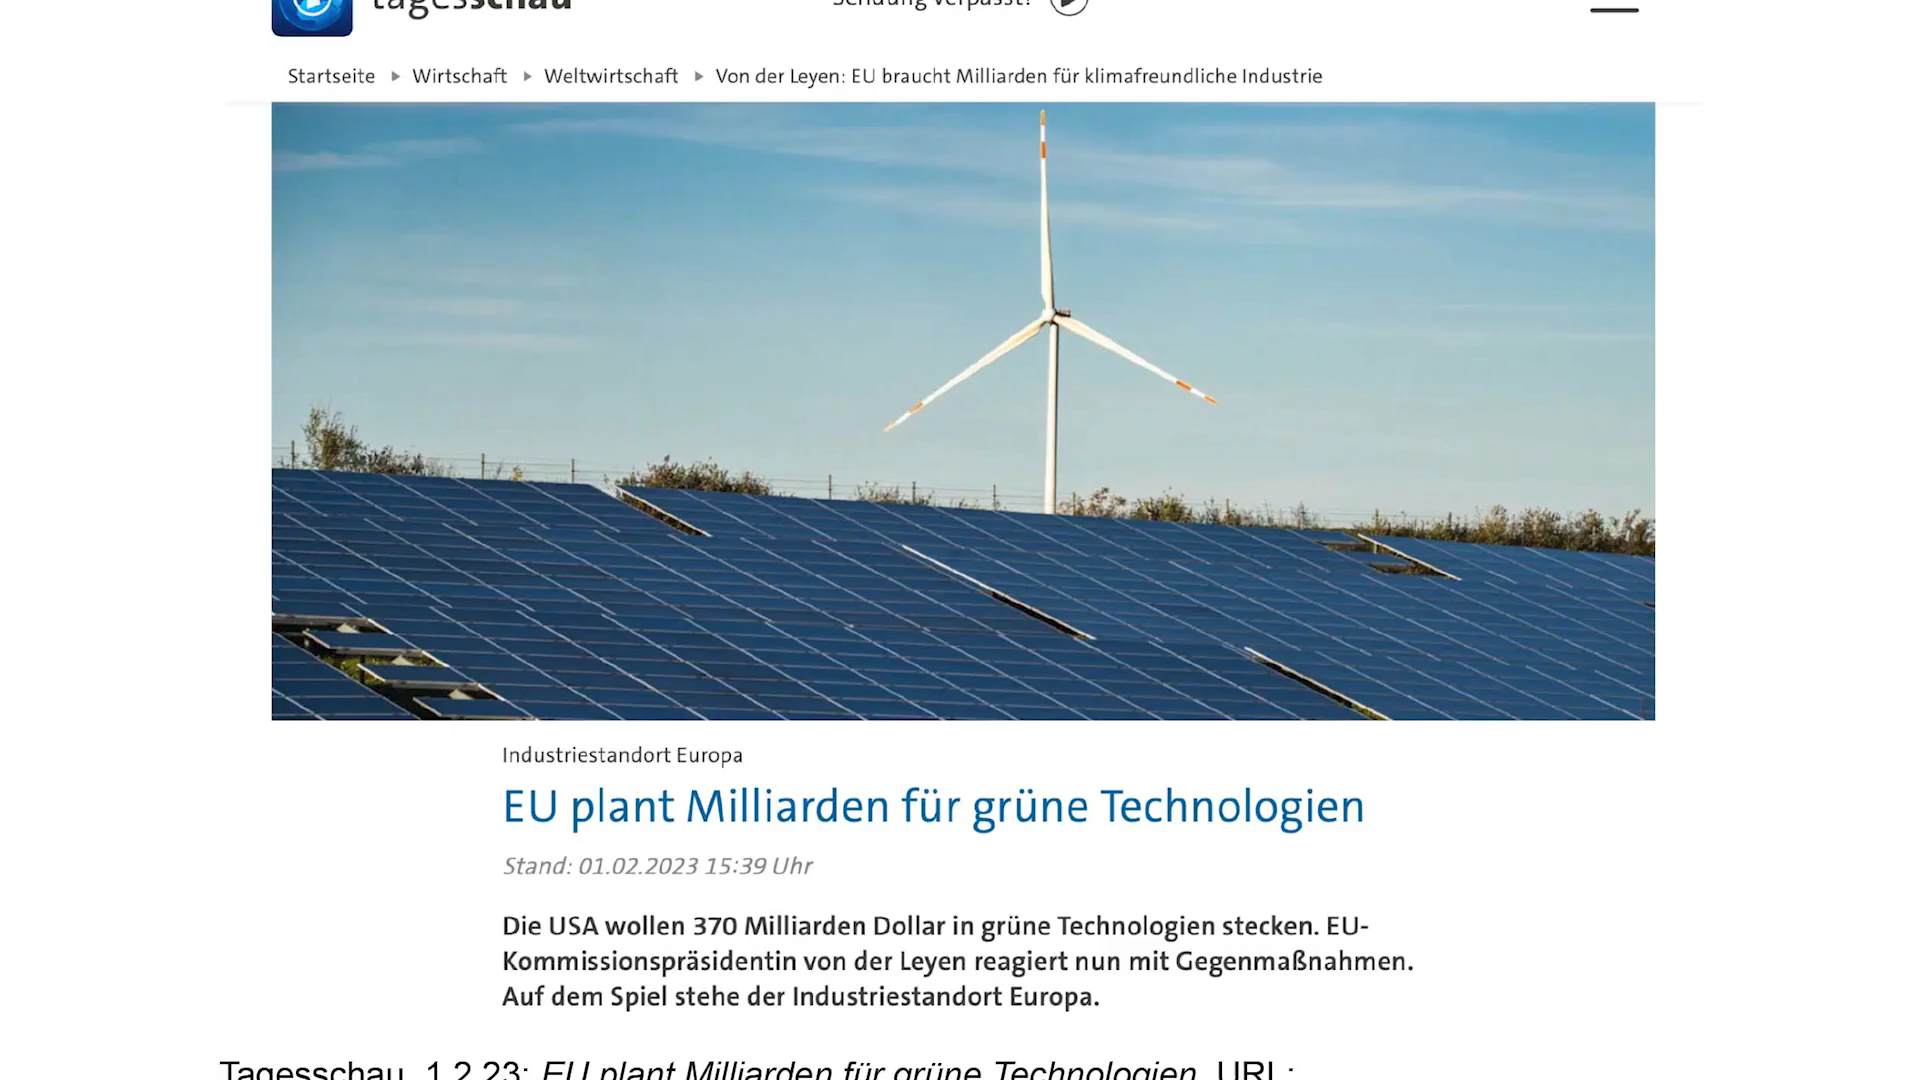 tagesschau
Sendung verpasst?
Startseite Wirtschaft Weltwirtschaft Von der Leyen: EU braucht Milliarden für klimafreundliche Industrie
Industriestandort Europa
EU plant Milliarden für grüne Technologien
Stand: 01.02.2023 15:39 Uhr
Die USA wollen 370 Milliarden Dollar in grüne Technologien stecken. EU-
Kommissionspräsidentin von der Leyen reagiert nun mit Gegenmaßnahmen.
Auf dem Spiel stehe der Industriestandort Europa.
Tagesschau, 1.2.23: EU plant Milliarden für grüne Technologien, URL: